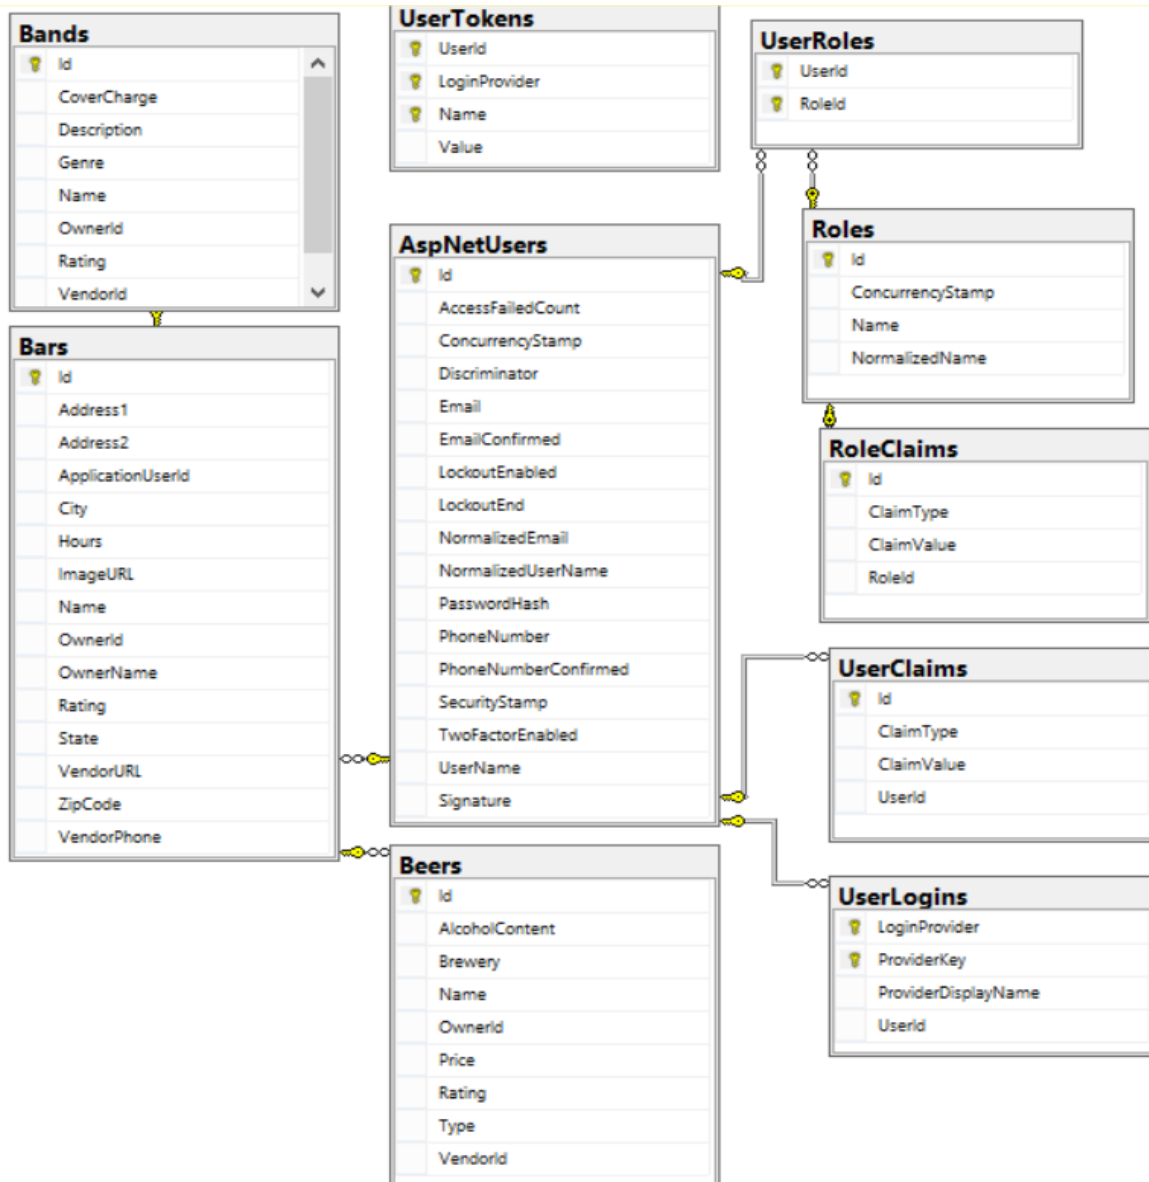 Bands
Id
CoverCharge
Description
Genre
Name
OwnerId
Rating
VendorId
Bars
Id
Address1
Address2
ApplicationUserId
City
Hours
ImageURL
Name
OwnerId
OwnerName
Rating
State
VendorURL
ZipCode
VendorPhone
UserTokens
UserId
LoginProvider
Name
Value
AspNetUsers
Id
AccessFailedCount
ConcurrencyStamp
Discriminator
Email
EmailConfirmed
LockoutEnabled
LockoutEnd
NormalizedEmail
NormalizedUserName
PasswordHash
PhoneNumber
PhoneNumberConfirmed
SecurityStamp
TwoFactorEnabled
UserName
Signature
Beers
Id
AlcoholContent
Brewery
Name
OwnerId
Price
Rating
Type
VendorId
UserRoles
UserId
RoleId
Roles
Id
ConcurrencyStamp
Name
NormalizedName
RoleClaims
Id
ClaimType
ClaimValue
RoleId
UserClaims
Id
ClaimType
ClaimValue
UserId
UserLogins
LoginProvider
ProviderKey
ProviderDisplayName
UserId